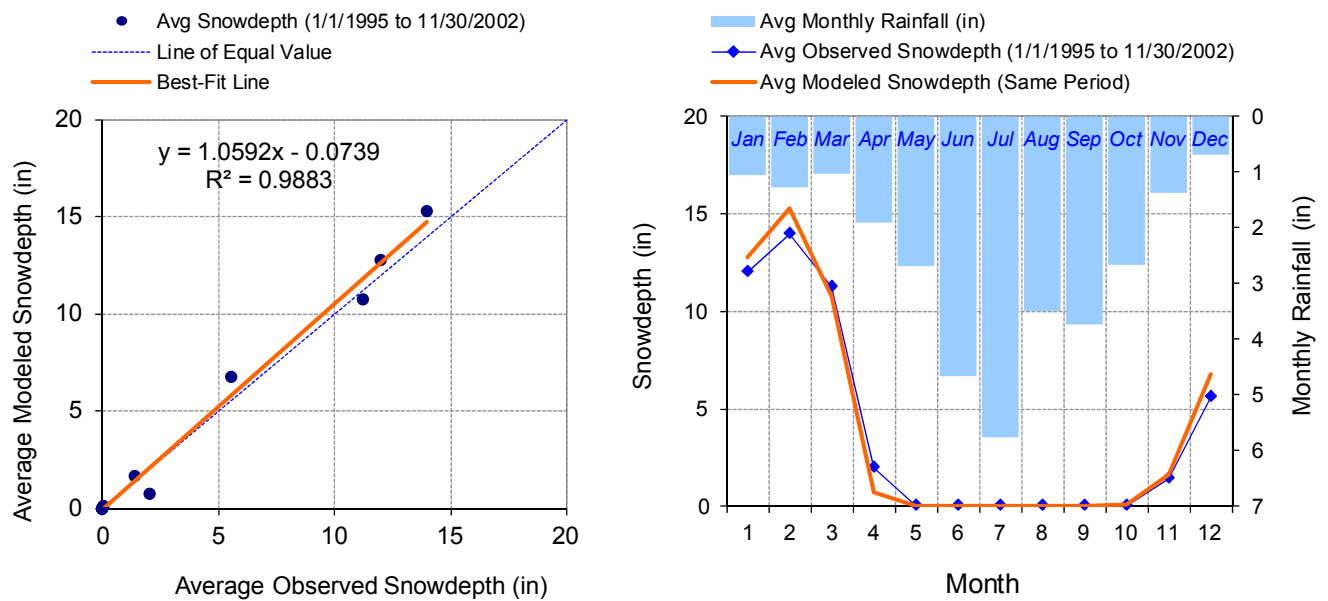 Avg Snowdepth (1/1/1995 to 11/30/2002)
Line of Equal Value
Best-Fit Line
20
15
10
5
0
y = 1.0592x - 0.0739
R² = 0.9883
0
5
10
15
20
Average Modeled Snowdepth (in)
Average Observed Snowdepth (in)
Avg Monthly Rainfall (in)
Avg Observed Snowdepth (1/1/1995 to 11/30/2002)
Avg Modeled Snowdepth (Same Period)
20
15
10
5
0
Snowdepth (in)
Jan Feb Mar Apr May Jun Jul Aug Sep Oct Nov Dec
0
1
2
3
4
5
6
7
Monthly Rainfall (in)
1 2 3 4 5 6 7 8 9 10 11 12
Month